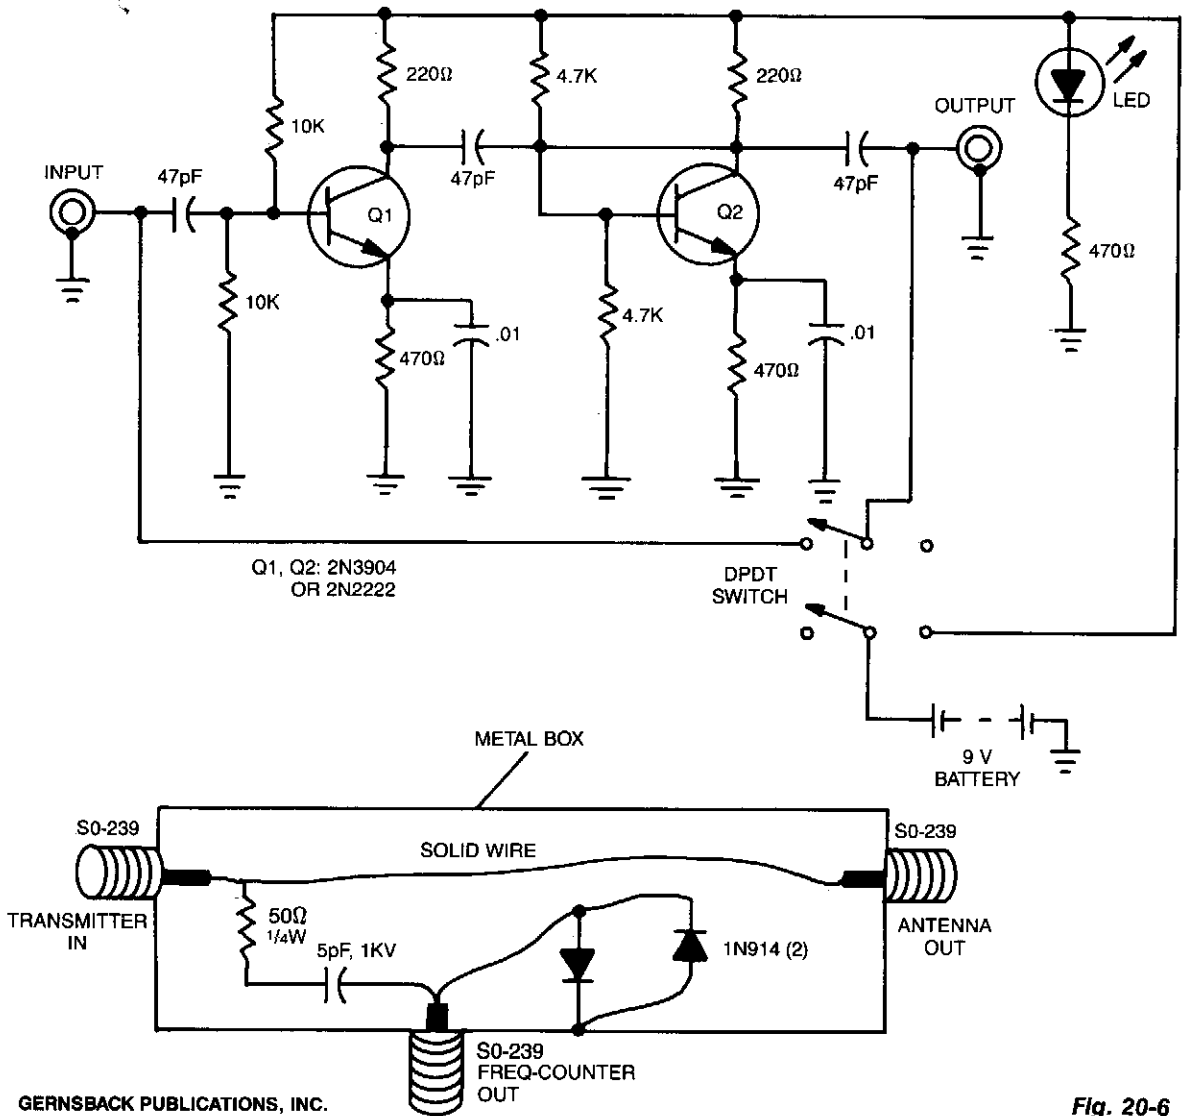 220Ω
4.7K
220Ω
LED
OUTPUT
10K
INPUT
47pF
47pF
47pF
Q1
Q2
10K
4.7K
.01
.01
470Ω
470Ω
470Ω
Q1, Q2: 2N3904
OR 2N2222
DPDT
SWITCH
9 V
BATTERY
METAL BOX
S0-239
SOLID WIRE
S0-239
TRANSMITTER
IN
50Ω
1/4W
5pF, 1KV
1N914 (2)
ANTENNA
OUT
S0-239
FREQ-COUNTER
OUT
GERNSBACK PUBLICATIONS, INC.
Fig. 20-6